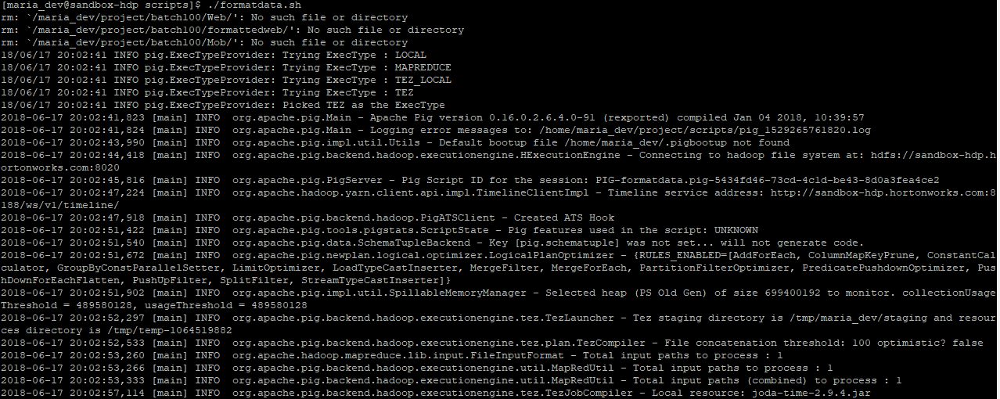 [maria_dev@sandbox-hdp scripts]$ ./formatdata.sh
rm: `/maria_dev/project/batch100/Web/': No such file or directory
rm: `/maria_dev/project/batch100/formattedweb/': No such file or directory
rm: `/maria_dev/project/batch100/Mob/': No such file or directory
18/06/17 20:02:41 INFO pig.ExecTypeProvider: Trying ExecType : LOCAL
18/06/17 20:02:41 INFO pig.ExecTypeProvider: Trying ExecType : MAPREDUCE
18/06/17 20:02:41 INFO pig.ExecTypeProvider: Trying ExecType : TEZ_LOCAL
18/06/17 20:02:41 INFO pig.ExecTypeProvider: Trying ExecType : TEZ
18/06/17 20:02:41 INFO pig.ExecTypeProvider: Picked TEZ as the ExecType
2018-06-17 20:02:41,823 [main] INFO  org.apache.pig.Main - Apache Pig version 0.16.0.2.6.4.0-91 (rexported) compiled Jan 04 2018, 10:39:57
2018-06-17 20:02:41,824 [main] INFO  org.apache.pig.Main - Logging error messages to: /home/maria_dev/project/scripts/pig_1529265761820.log
2018-06-17 20:02:43,990 [main] INFO  org.apache.pig.impl.util.Utils - Default bootup file /home/maria_dev/.pigbootup not found
2018-06-17 20:02:44,418 [main] INFO  org.apache.pig.backend.hadoop.executionengine.HExecutionEngine - Connecting to hadoop file system at: hdfs://sandbox-hdp.h
ortonworks.com:8020
2018-06-17 20:02:45,816 [main] INFO  org.apache.pig.PigServer - Pig Script ID for the session: PIG-formatdata.pig-5434fd46-73cd-4c1d-be43-8d0a3fea4ce2
2018-06-17 20:02:47,224 [main] INFO  org.apache.hadoop.yarn.client.api.impl.TimelineClientImpl - Timeline service address: http://sandbox-hdp.hortonworks.com:8
188/ws/v1/timeline/
2018-06-17 20:02:47,918 [main] INFO  org.apache.pig.backend.hadoop.PigATSClient - Created ATS Hook
2018-06-17 20:02:51,422 [main] INFO  org.apache.pig.tools.pigstats.ScriptState - Pig features used in the script: UNKNOWN
2018-06-17 20:02:51,540 [main] INFO  org.apache.pig.data.SchemaTupleBackend - Key [pig.schematuple] was not set... will not generate code.
2018-06-17 20:02:51,672 [main] INFO  org.apache.pig.newplan.logical.optimizer.LogicalPlanOptimizer - {RULES_ENABLED=[AddForEach, ColumnMapKeyPrune, ConstantCal
culator, GroupByConstParallelSetter, LimitOptimizer, LoadTypeCastInserter, MergeFilter, MergeForEach, PartitionFilterOptimizer, PredicatePushdownOptimizer, Pus
hDownForEachFlatten, PushUpFilter, SplitFilter, StreamTypeCastInserter]}
2018-06-17 20:02:51,902 [main] INFO  org.apache.pig.impl.util.SpillableMemoryManager - Selected heap (PS Old Gen) of size 699400192 to monitor. collectionUsage
Threshold = 489580128, usageThreshold = 489580128
2018-06-17 20:02:52,297 [main] INFO  org.apache.pig.backend.hadoop.executionengine.tez.TezLauncher - Tez staging directory is /tmp/maria_dev/staging and resour
ces directory is /tmp/temp-1064519882
2018-06-17 20:02:52,533 [main] INFO  org.apache.pig.backend.hadoop.executionengine.tez.plan.TezCompiler - File concatenation threshold: 100 optimistic? false
2018-06-17 20:02:53,260 [main] INFO  org.apache.hadoop.mapreduce.lib.input.FileInputFormat - Total input paths to process : 1
2018-06-17 20:02:53,266 [main] INFO  org.apache.pig.backend.hadoop.executionengine.util.MapRedUtil - Total input paths to process : 1
2018-06-17 20:02:53,333 [main] INFO  org.apache.pig.backend.hadoop.executionengine.util.MapRedUtil - Total input paths (combined) to process : 1
2018-06-17 20:02:57,114 [main] INFO  org.apache.pig.backend.hadoop.executionengine.tez.TezJobCompiler - Local resource: joda-time-2.9.4.jar